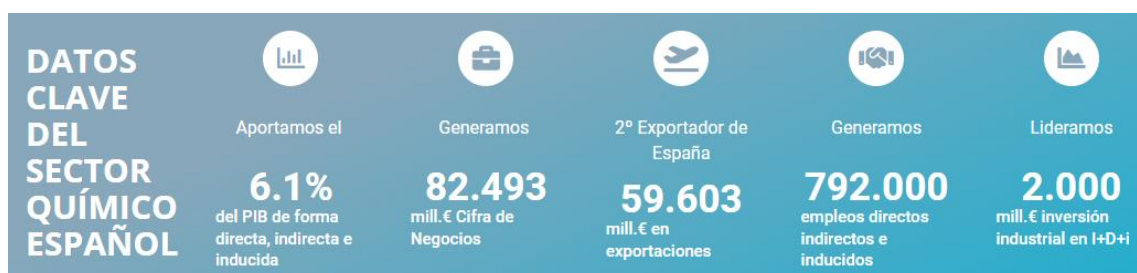 DATOS
CLAVE
DEL
SECTOR
QUÍMICO
ESPAÑOL
Aportamos el
6.1%
del PIB de forma
directa, indirecta e
inducida
Generamos
82.493
mill.€ Cifra de
Negocios
2º Exportador de
España
59.603
mill.€ en
exportaciones
Generamos
792.000
empleos directos
indirectos e
inducidos
Lideramos
2.000
mill.€ inversión
industrial en I+D+i